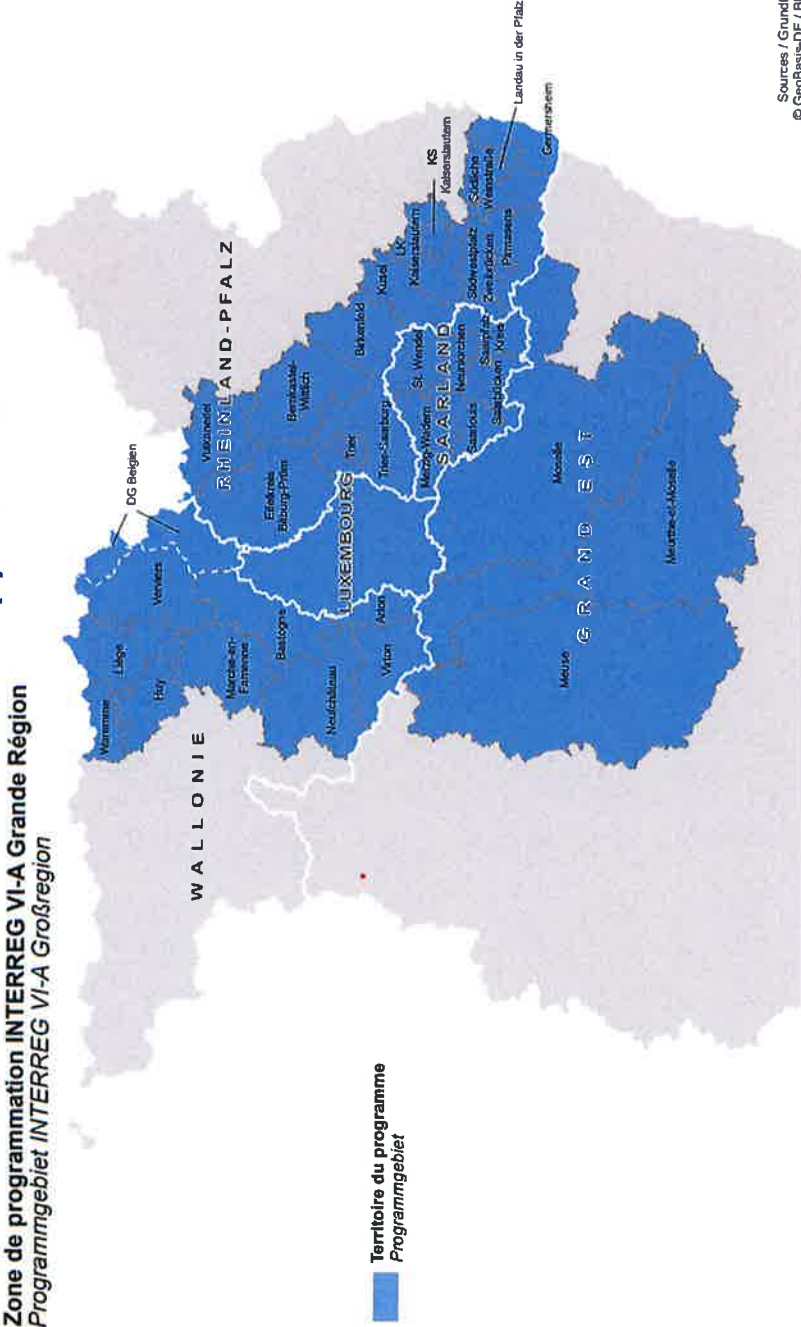 Zone de programmation INTERREG VI-A Grande Région
Programmgebiet INTERREG VI-A Großregion
WALLONIE
Waremme
Liège
Huy
Verviers
DG Belgien
Marche-en-
Famenne
Bastogne
Neufchâteau
Arlon
Virton
LUXEMBOURG
RHEINLAND-PFALZ
Vulkaneifel
Eifelkreis
Bitburg-Prüm
Bernkastel-
Wittlich
Trier
Trier-Saarburg
Birkenfeld
Kusel
LK
Kaiserslautern
KS
Kaiserslautern
SAARLAND
Merzig-Wadern
St. Wendel
Neunkirchen
Saarlouis
Saarpfalz
Kreis
Saarbrücken
Südwestpfalz
Zweibrücken
Pirmasens
Südliche
Weinstraße
Landau in der Pfalz
Germersheim
GRAND EST
Moselle
Meuse
Meurthe-et-Moselle
Territoire du programme
Programmgebiet
Sources / Grundl
© GeoBasis-DE / B